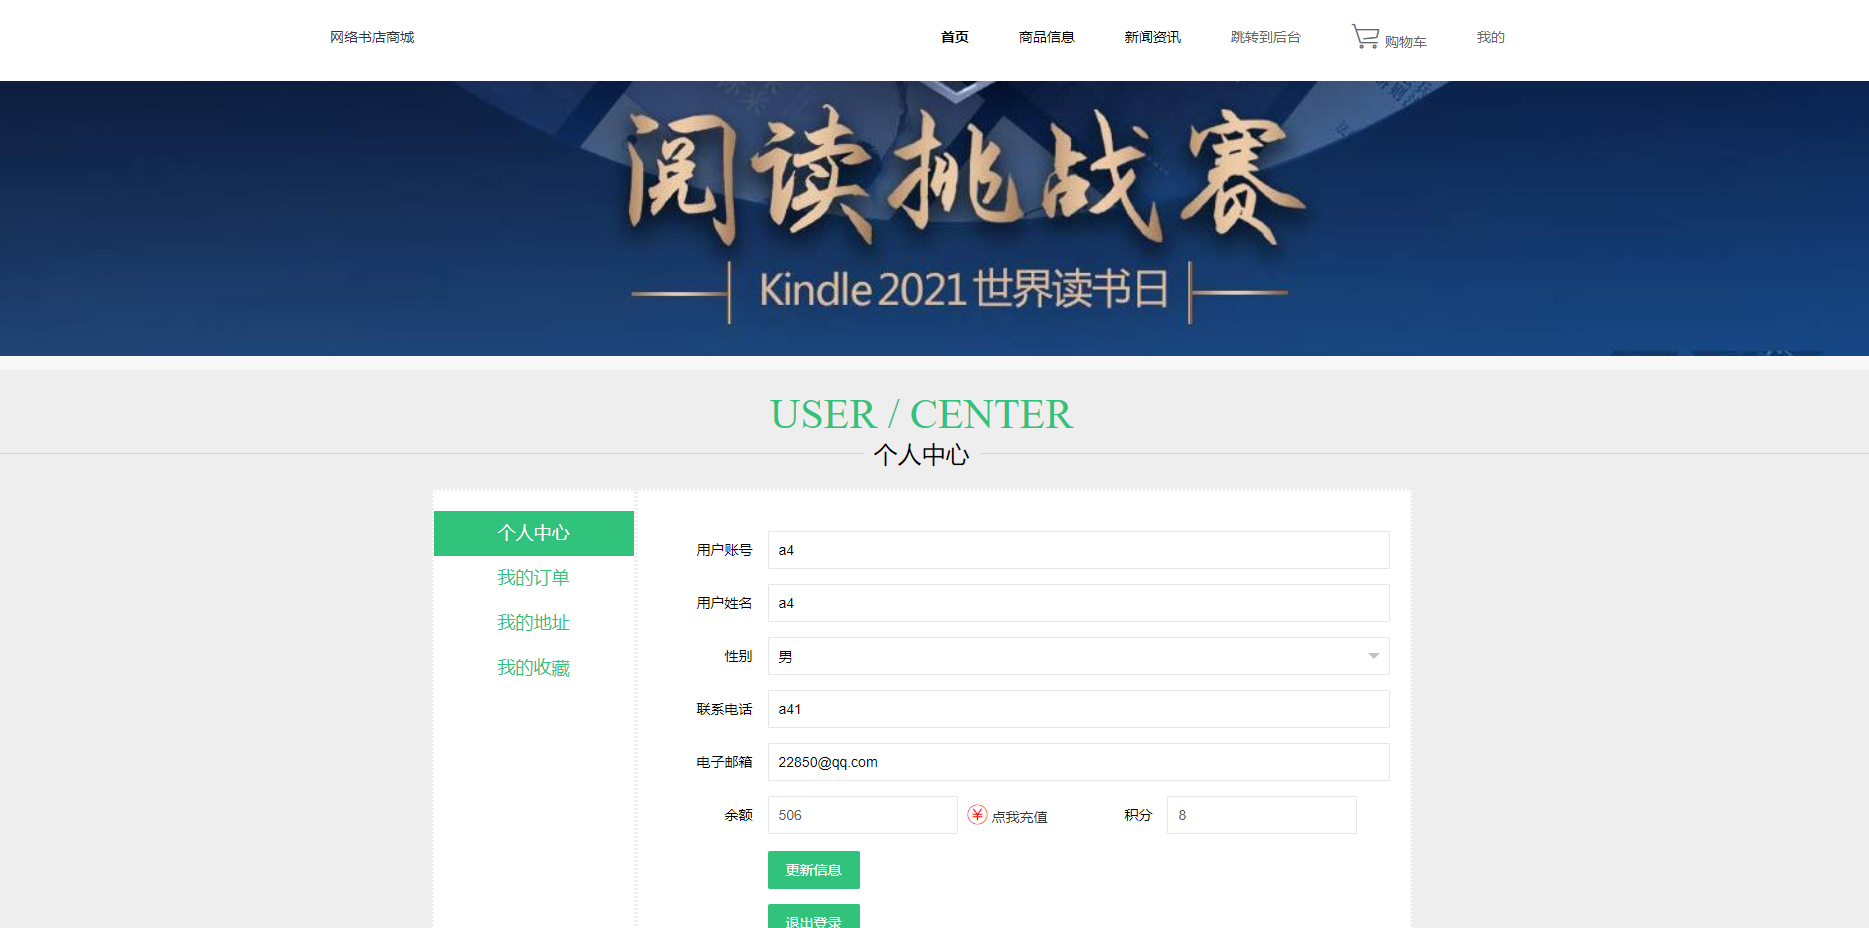 网络书店商城 首页 商品信息 新闻资讯 跳转到后台 购物车 我的
阅读挑战赛
Kindle 2021 世界读书日
USER / CENTER
个人中心
个人中心
我的订单
我的地址
我的收藏
用户账号 a4
用户姓名 a4
性别 男
联系电话 a41
电子邮箱 22850@qq.com
余额 506 点我充值 积分 8
更新信息
退出登录